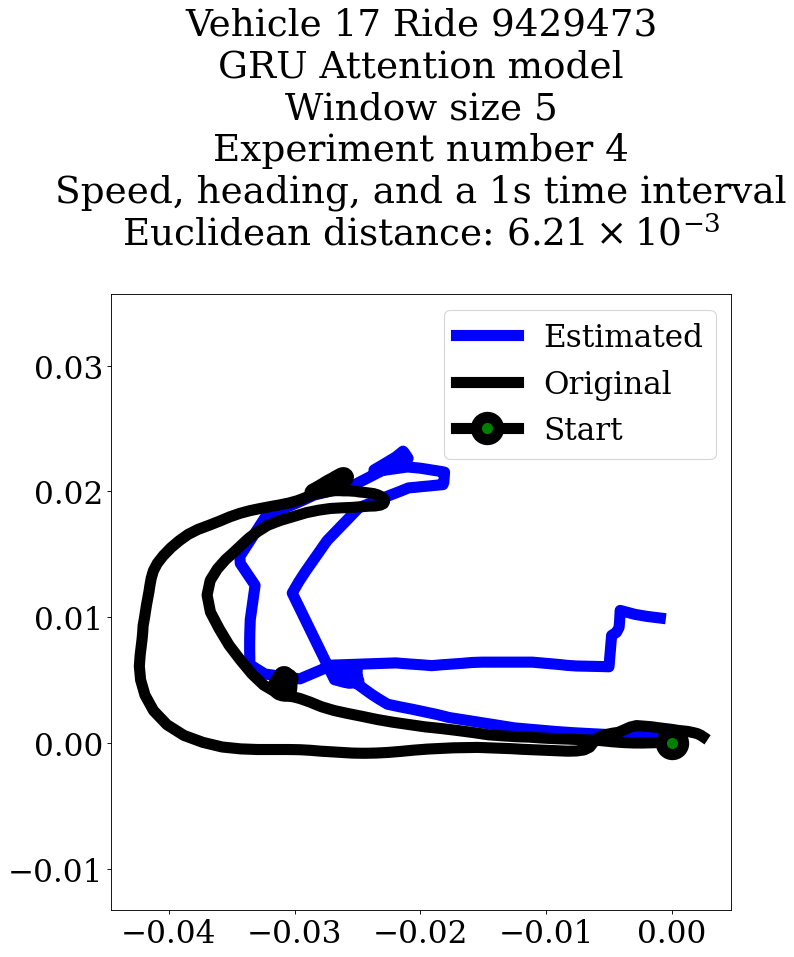 Vehicle 17 Ride 9429473
GRU Attention model
Window size 5
Experiment number 4
Speed, heading, and a 1s time interval
Euclidean distance: 6.21 × 10⁻³
Estimated
Original
Start
0.03
0.02
0.01
0.00
−0.01
−0.04 −0.03 −0.02 −0.01 0.00